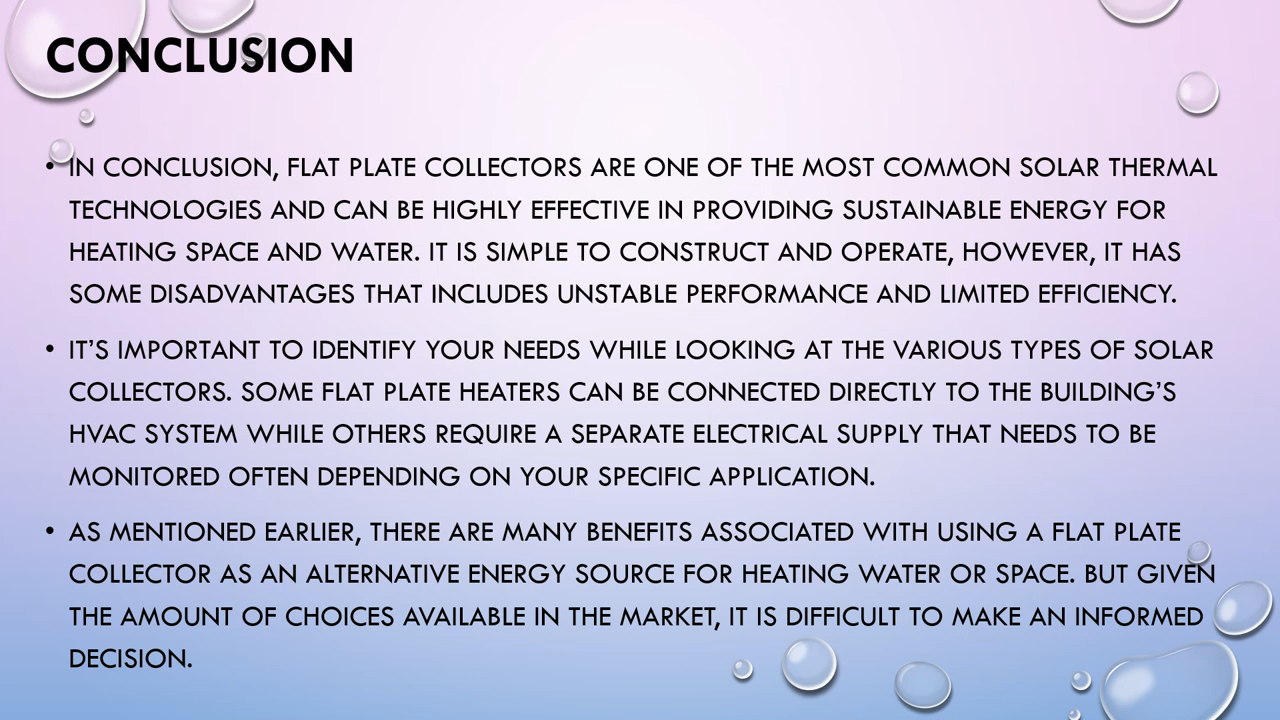 CONCLUSION
• IN CONCLUSION, FLAT PLATE COLLECTORS ARE ONE OF THE MOST COMMON SOLAR THERMAL
TECHNOLOGIES AND CAN BE HIGHLY EFFECTIVE IN PROVIDING SUSTAINABLE ENERGY FOR
HEATING SPACE AND WATER. IT IS SIMPLE TO CONSTRUCT AND OPERATE, HOWEVER, IT HAS
SOME DISADVANTAGES THAT INCLUDES UNSTABLE PERFORMANCE AND LIMITED EFFICIENCY.
• IT’S IMPORTANT TO IDENTIFY YOUR NEEDS WHILE LOOKING AT THE VARIOUS TYPES OF SOLAR
COLLECTORS. SOME FLAT PLATE HEATERS CAN BE CONNECTED DIRECTLY TO THE BUILDING’S
HVAC SYSTEM WHILE OTHERS REQUIRE A SEPARATE ELECTRICAL SUPPLY THAT NEEDS TO BE
MONITORED OFTEN DEPENDING ON YOUR SPECIFIC APPLICATION.
• AS MENTIONED EARLIER, THERE ARE MANY BENEFITS ASSOCIATED WITH USING A FLAT PLATE
COLLECTOR AS AN ALTERNATIVE ENERGY SOURCE FOR HEATING WATER OR SPACE. BUT GIVEN
THE AMOUNT OF CHOICES AVAILABLE IN THE MARKET, IT IS DIFFICULT TO MAKE AN INFORMED
DECISION.